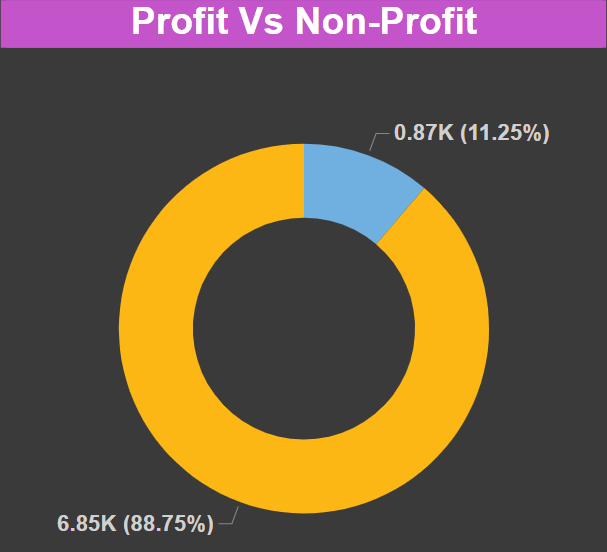 Profit Vs Non-Profit
0.87K (11.25%)
6.85K (88.75%)